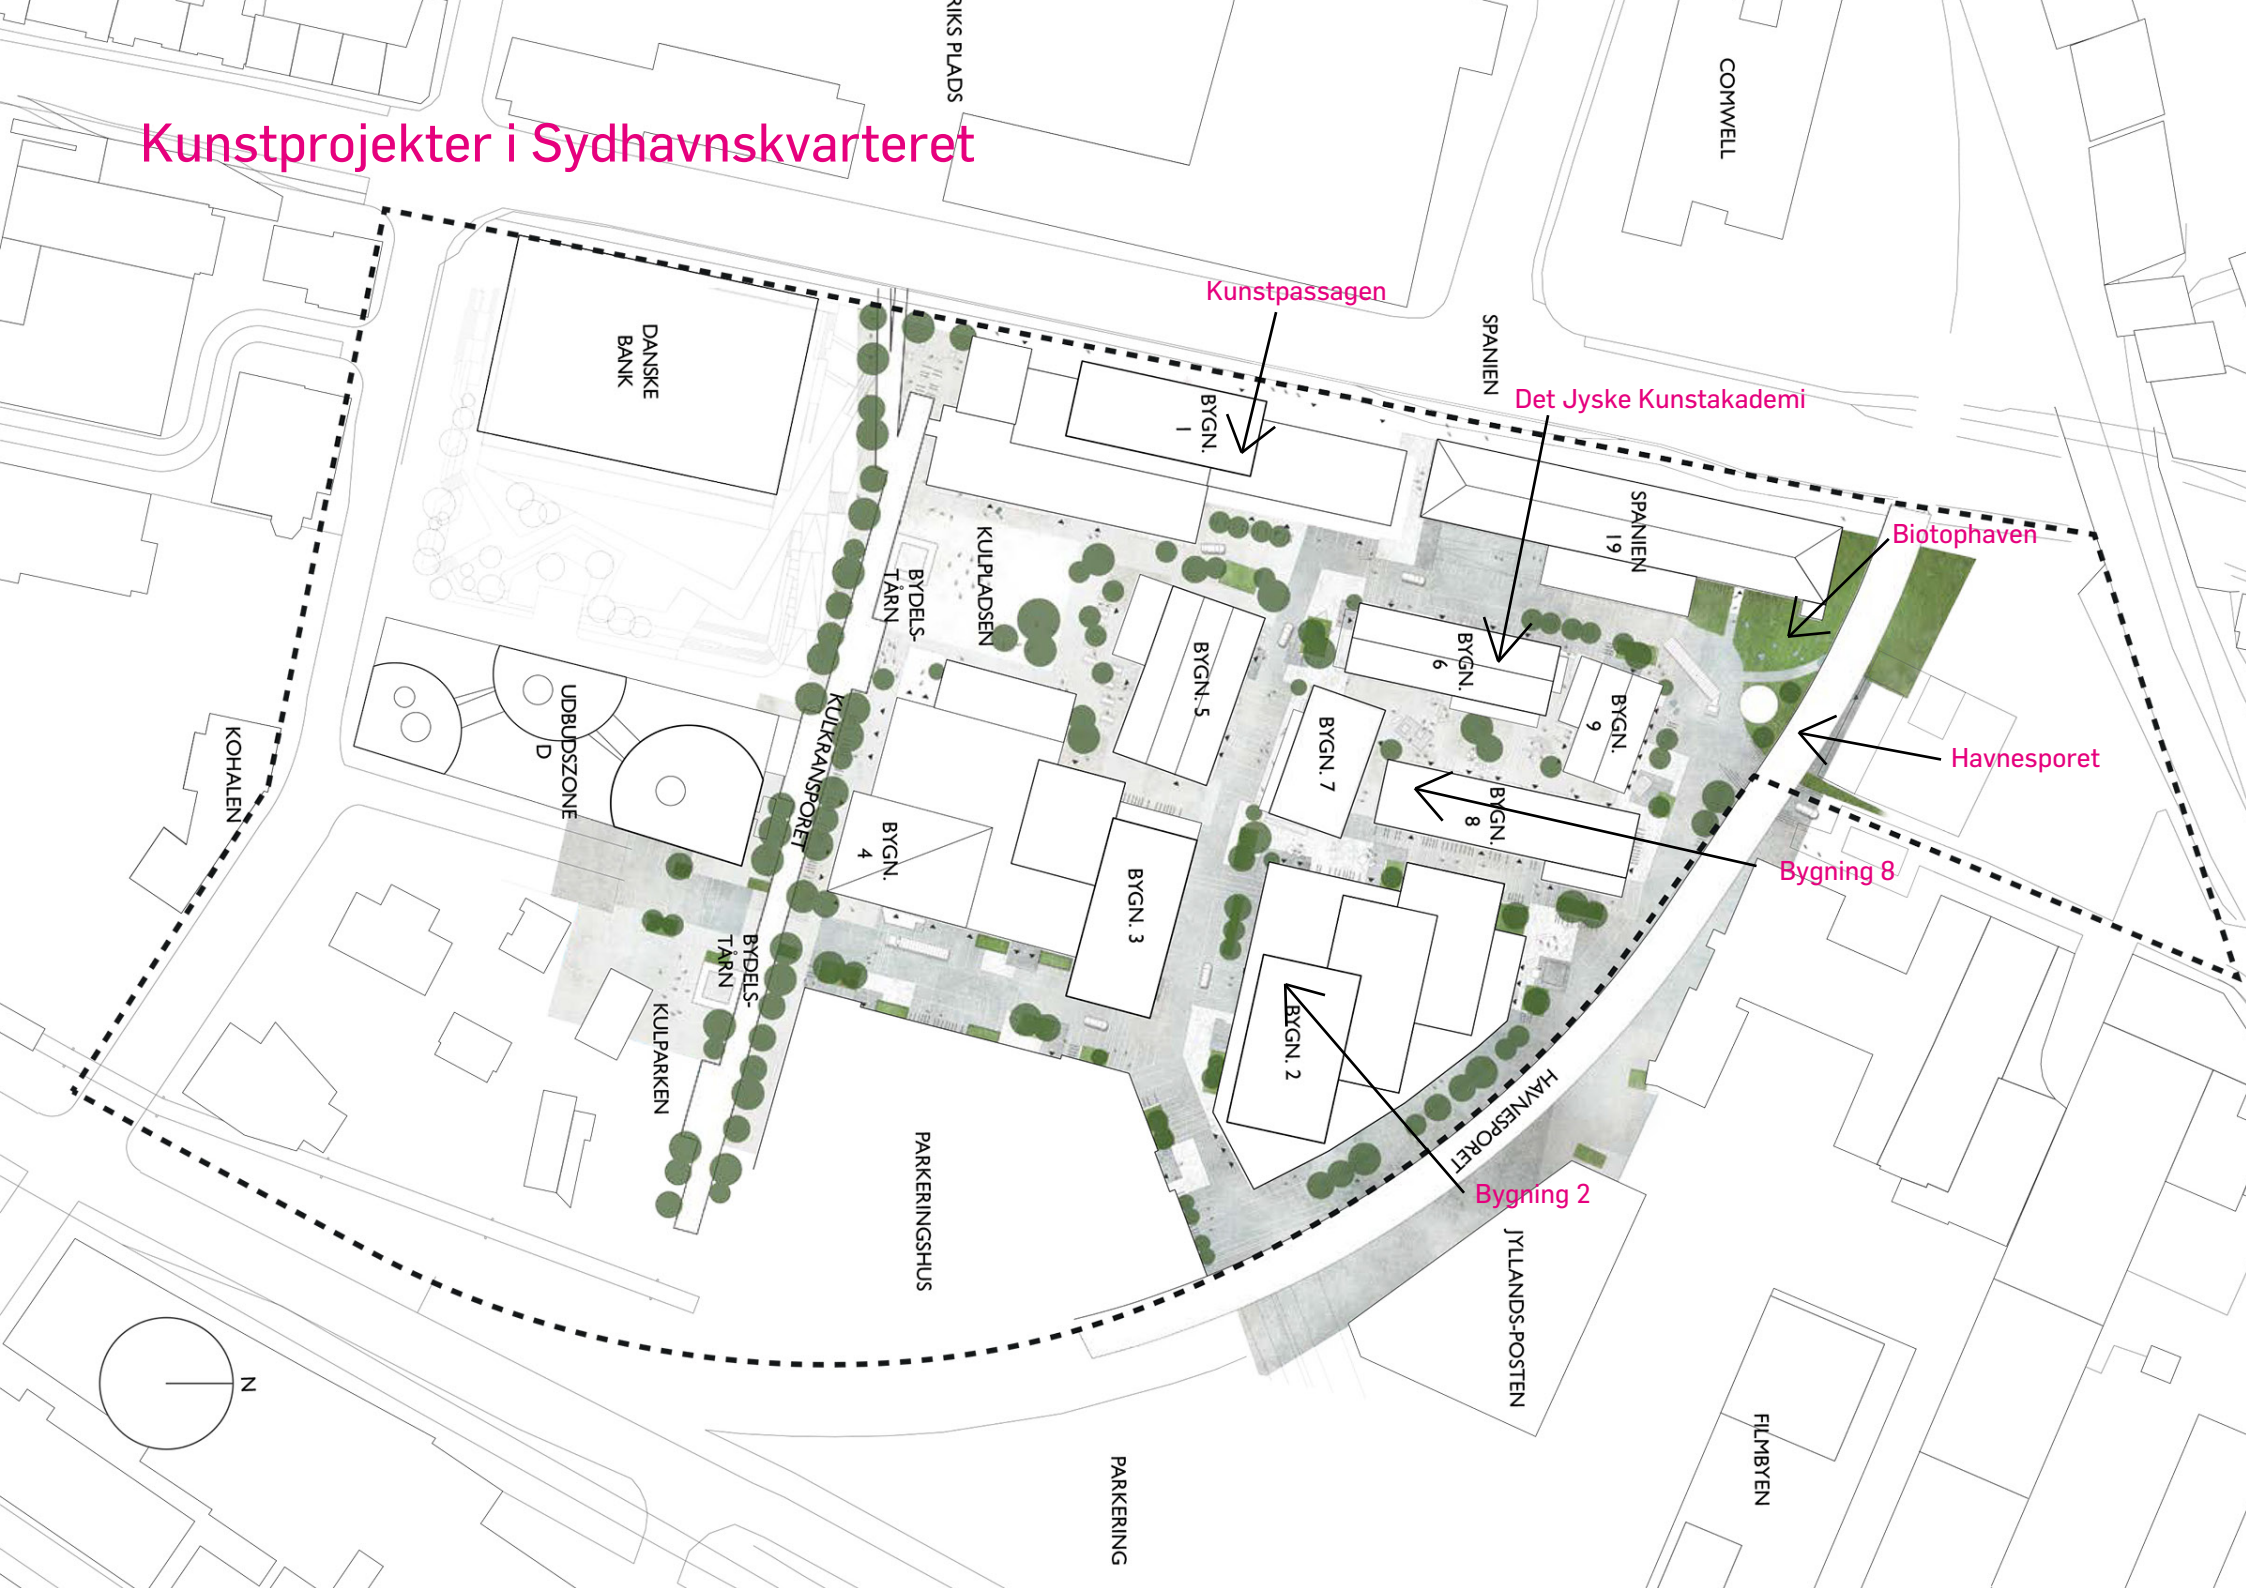 RIKS PLADS
COMWELL
Kunstprojekter i Sydhavnskvarteret
Kunstpassagen
SPANIEN
DANSKE
BANK
Det Jyske Kunstakademi
BYGN.
1
SPANIEN
19
Biotophaven
KULPLADSEN
BYDELS-
TÅRN
BYGN. 5
BYGN.
6
BYGN.
9
UDBUDSZONE
D
KULKRANSPORET
BYGN. 7
KOHALEN
Havnesporet
BYGN.
8
BYGN.
4
BYGN. 3
Bygning 8
BYDELS-
TÅRN
KULPARKEN
BYGN. 2
HAVNESPORET
PARKERINGSHUS
Bygning 2
JYLLANDS-POSTEN
N
FILMBYEN
PARKERING